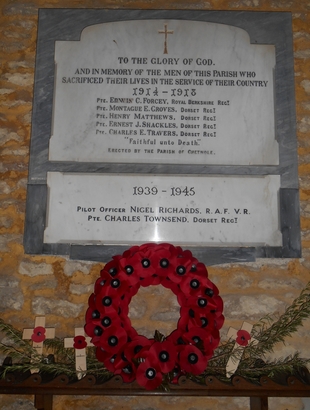 TO THE GLORY OF GOD,
AND IN MEMORY OF THE MEN OF THIS PARISH WHO
SACRIFICED THEIR LIVES IN THE SERVICE OF THEIR COUNTRY
1914 - 1918
PTE. EDWIN C. FORGEY, ROYAL BERKSHIRE REGT
PTE. MONTAGUE E. GROVES, DORSET REGT
PTE. HENRY MATTHEWS, DORSET REGT
PTE. ERNEST J. SHACKLES, DORSET REGT
PTE. CHARLES E. TRAVERS, DORSET REGT
"Faithful unto Death"
ERECTED BY THE PARISH OF CHETNOLE.
1939 - 1945
PILOT OFFICER NIGEL RICHARDS, R.A.F.V.R.
PTE CHARLES TOWNSEND, DORSET REGT